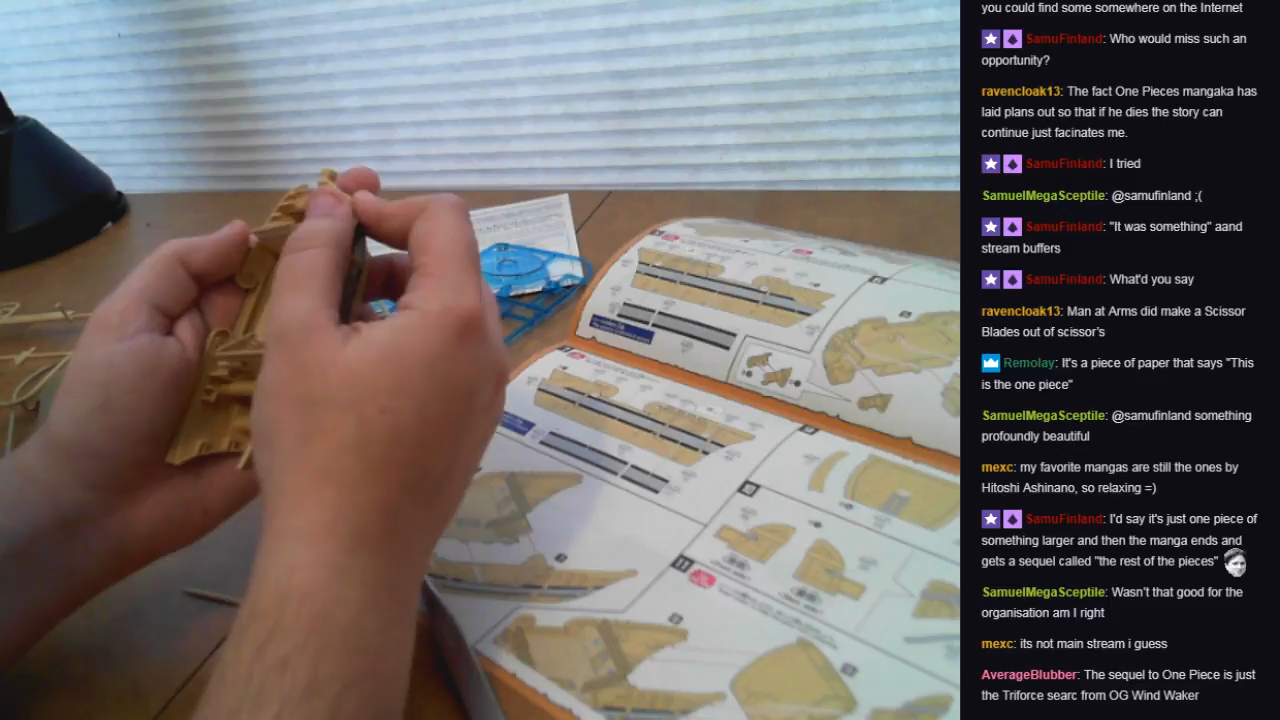 you could find some somewhere on the Internet
SamuFinland: Who would miss such an
opportunity?
ravencloak13: The fact One Pieces mangaka has
laid plans out so that if he dies the story can
continue just facinates me.
SamuFinland: I tried
SamuelMegaSceptile: @samufinland ;(
SamuFinland: "It was something" aand
stream buffers
SamuFinland: What'd you say
ravencloak13: Man at Arms did make a Scissor
Blades out of scissor's
Remolay: It's a piece of paper that says "This
is the one piece"
SamuelMegaSceptile: @samufinland something
profoundly beautiful
mexc: my favorite mangas are still the ones by
Hitoshi Ashinano, so relaxing =)
SamuFinland: I'd say it's just one piece of
something larger and then the manga ends and
gets a sequel called "the rest of the pieces"
SamuelMegaSceptile: Wasn't that good for the
organisation am I right
mexc: its not main stream i guess
AverageBlubber: The sequel to One Piece is just
the Triforce searc from OG Wind Waker